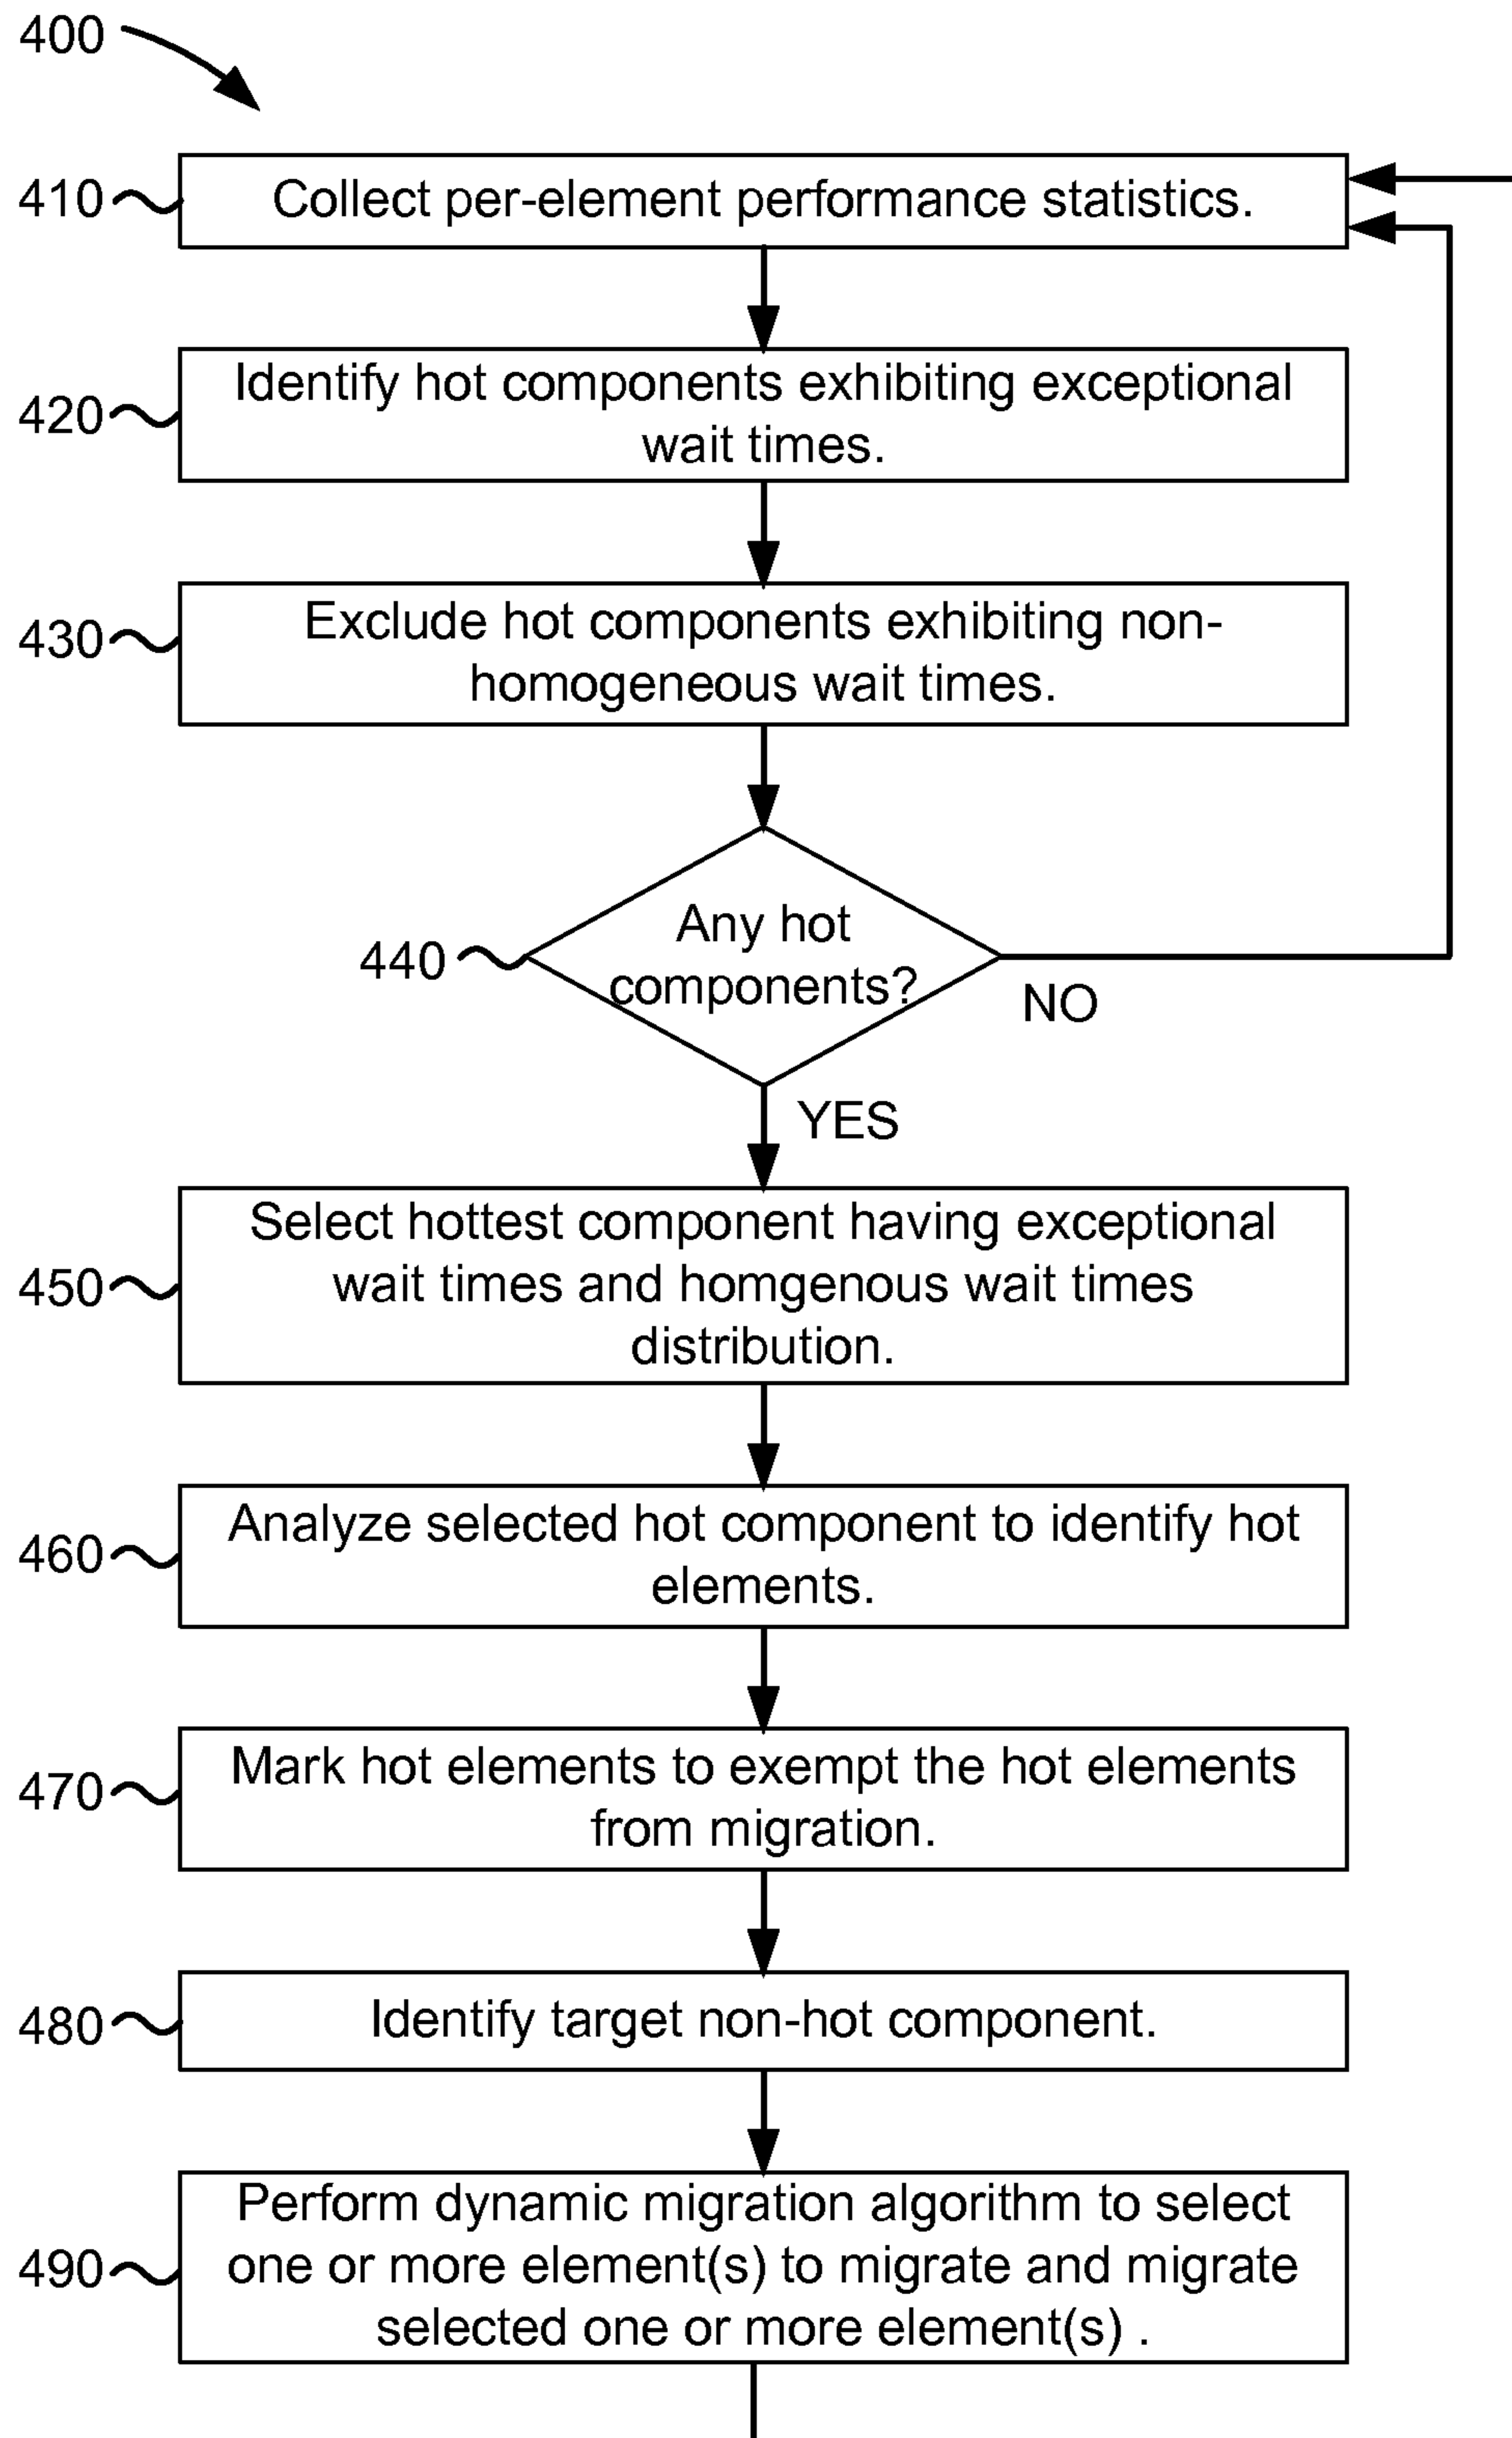 400
410
Collect per-element performance statistics.
420
Identify hot components exhibiting exceptional
wait times.
430
Exclude hot components exhibiting non-
homogeneous wait times.
440
Any hot
components?
NO
YES
450
Select hottest component having exceptional
wait times and homgenous wait times
distribution.
460
Analyze selected hot component to identify hot
elements.
470
Mark hot elements to exempt the hot elements
from migration.
480
Identify target non-hot component.
490
Perform dynamic migration algorithm to select
one or more element(s) to migrate and migrate
selected one or more element(s) .